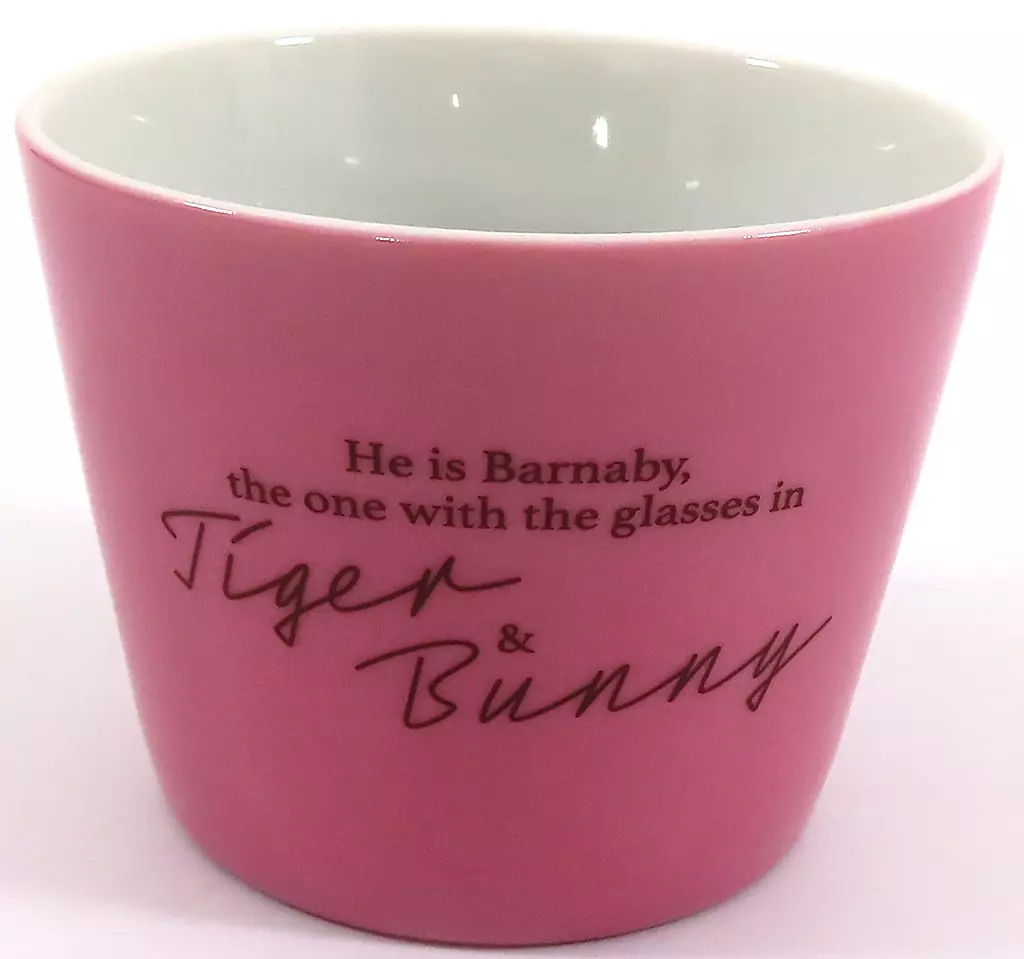 He is Barnaby,
the one with the glasses in
Tiger
&
Bunny